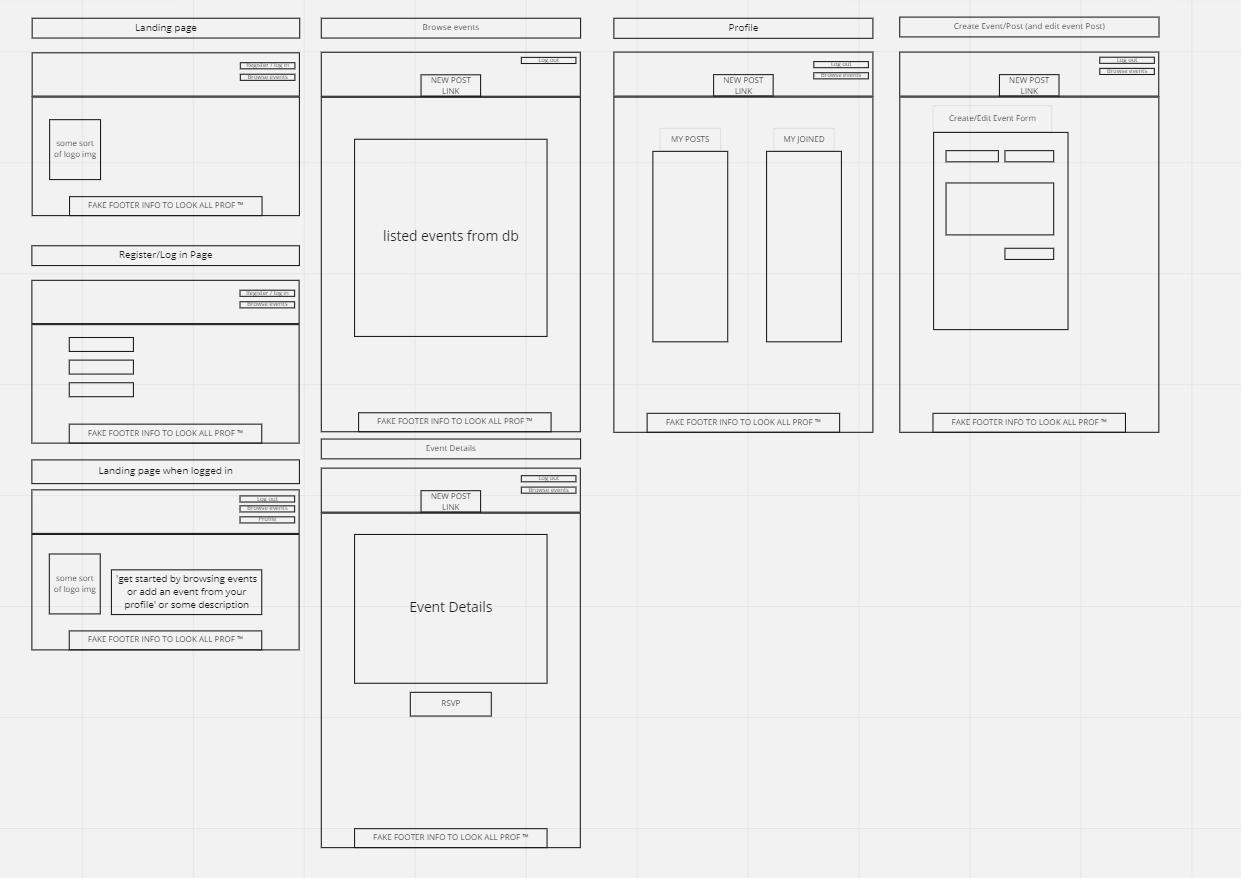 Landing page
Register / log in
Browse events
some sort
of logo img
FAKE FOOTER INFO TO LOOK ALL PROF ™
Register/Log in Page
Register / log in
Browse events
FAKE FOOTER INFO TO LOOK ALL PROF ™
Landing page when logged in
Log out
Browse events
Profile
some sort
of logo img
'get started by browsing events
or add an event from your
profile' or some description
FAKE FOOTER INFO TO LOOK ALL PROF ™
Browse events
Log out
NEW POST
LINK
listed events from db
FAKE FOOTER INFO TO LOOK ALL PROF ™
Event Details
Log out
Browse events
NEW POST
LINK
Event Details
RSVP
FAKE FOOTER INFO TO LOOK ALL PROF ™
Profile
Log out
Browse events
NEW POST
LINK
MY POSTS
MY JOINED
FAKE FOOTER INFO TO LOOK ALL PROF ™
Create Event/Post (and edit event Post)
Log out
Browse events
NEW POST
LINK
Create/Edit Event Form
FAKE FOOTER INFO TO LOOK ALL PROF ™